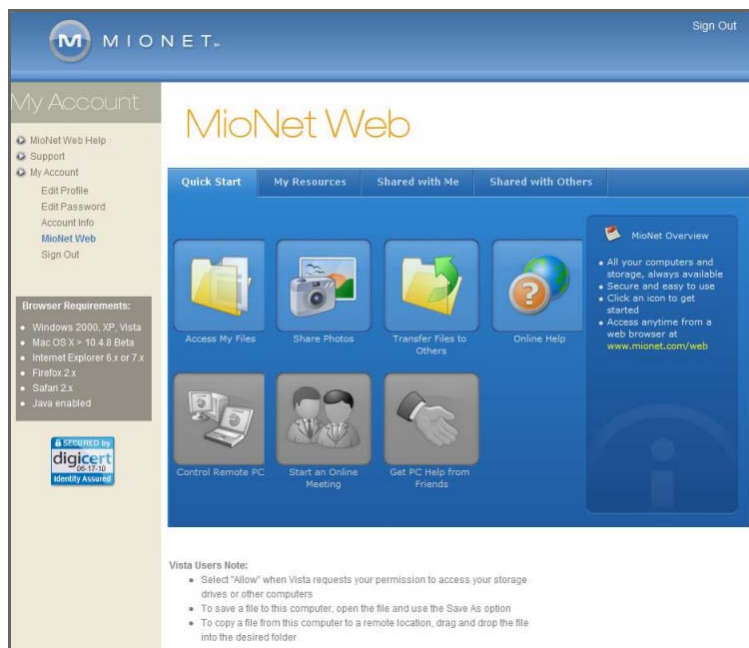 Sign Out
M MIONET™
My Account
MioNet Web Help
Support
My Account
Edit Profile
Edit Password
Account Info
MioNet Web
Sign Out
Browser Requirements:
Windows 2000, XP, Vista
Mac OS X > 10.4.8 Beta
Internet Explorer 6.x or 7.x
Firefox 2.x
Safari 2.x
Java enabled
SECURED by
digicert
06-17-10
Identity Assured
MioNet Web
Quick Start My Resources Shared with Me Shared with Others
Access My Files
Share Photos
Transfer Files to
Others
Online Help
Control Remote PC
Start an Online
Meeting
Get PC Help from
Friends
MioNet Overview
• All your computers and
storage, always available
• Secure and easy to use
• Click an icon to get
started
• Access anytime from a
web browser at
www.mionet.com/web
Vista Users Note:
• Select "Allow" when Vista requests your permission to access your storage
drives or other computers
• To save a file to this computer, open the file and use the Save As option
• To copy a file from this computer to a remote location, drag and drop the file
into the desired folder